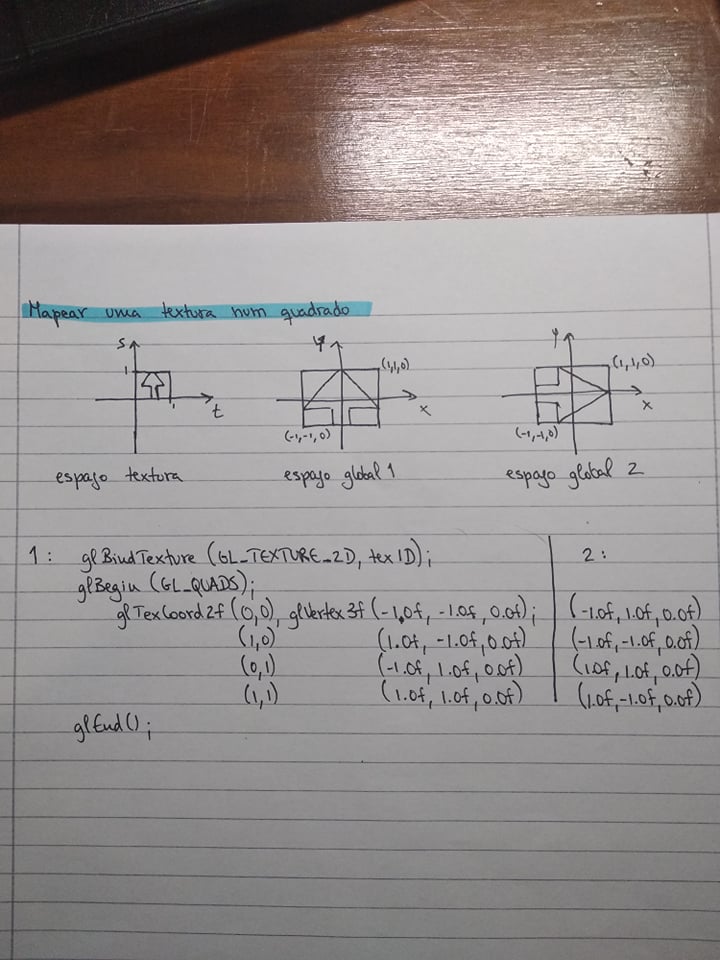 Mapear uma textura num quadrado
s
1
1
t
espaço textura
y
(1,1,0)
x
(-1,-1,0)
espaço global 1
y
(1,1,0)
x
(-1,-1,0)
espaço global 2
1: glBindTexture (GL_TEXTURE_2D, texID); 2:
glBegin (GL_QUADS);
glTexCoord2f (0,0), glVertex3f (-1.0f, -1.0f, 0.0f); (-1.0f, 1.0f, 0.0f)
(1,0) (1.0f, -1.0f, 0.0f) (-1.0f, -1.0f, 0.0f)
(0,1) (-1.0f, 1.0f, 0.0f) (1.0f, 1.0f, 0.0f)
(1,1) (1.0f, 1.0f, 0.0f) (1.0f, -1.0f, 0.0f)
glEnd();